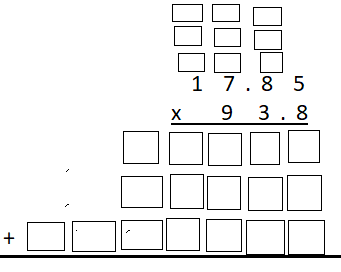 1 7 . 8 5
x 9 3 . 8
+